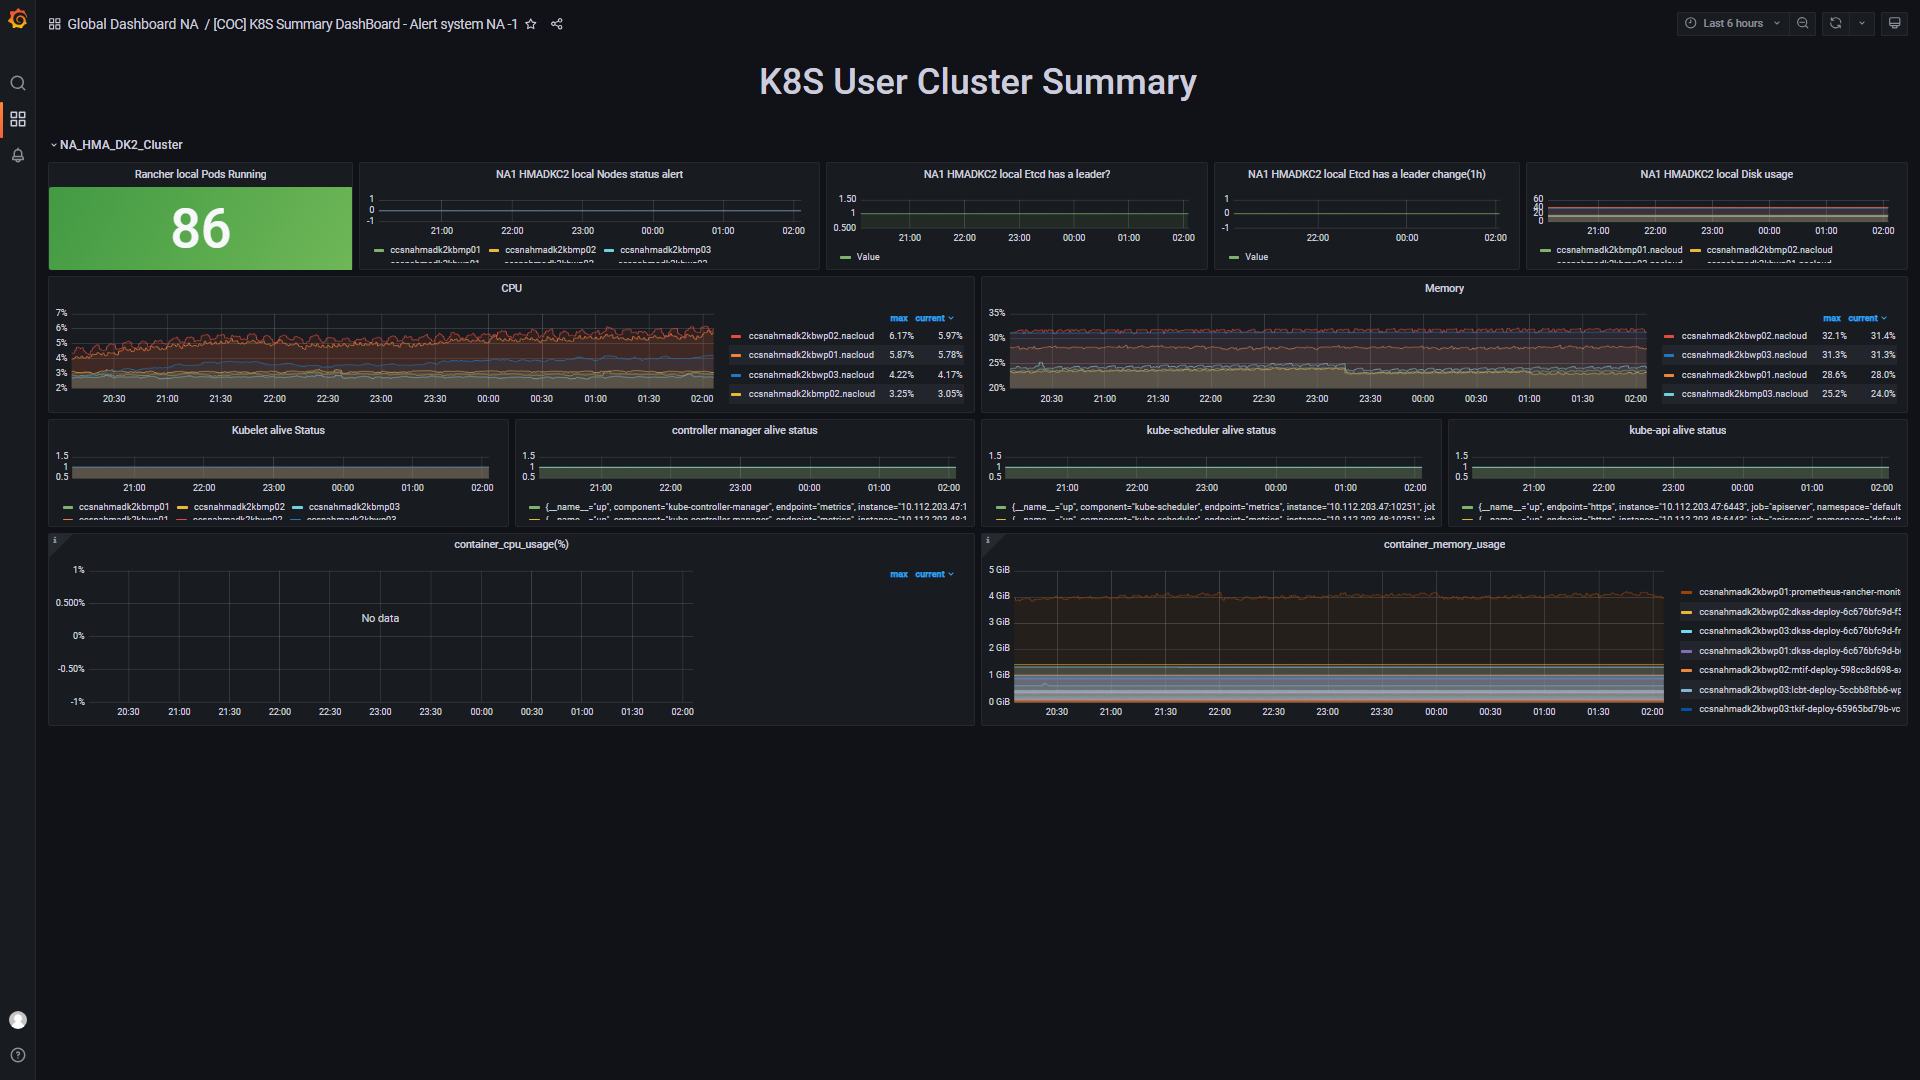 Global Dashboard NA / [COC] K8S Summary DashBoard - Alert system NA -1
Last 6 hours
K8S User Cluster Summary
NA_HMA_DK2_Cluster
Rancher local Pods Running
86
NA1 HMADKC2 local Nodes status alert
1
0
-1
21:00 22:00 23:00 00:00 01:00 02:00
ccsnahmadk2kbmp01 ccsnahmadk2kbmp02 ccsnahmadk2kbmp03
NA1 HMADKC2 local Etcd has a leader?
1.50
1
0.500
21:00 22:00 23:00 00:00 01:00 02:00
Value
NA1 HMADKC2 local Etcd has a leader change(1h)
1
0
-1
22:00 00:00 02:00
Value
NA1 HMADKC2 local Disk usage
60
40
20
0
21:00 22:00 23:00 00:00 01:00 02:00
ccsnahmadk2kbmp01.nacloud ccsnahmadk2kbmp02.nacloud
CPU
7%
6%
5%
4%
3%
2%
20:30 21:00 21:30 22:00 22:30 23:00 23:30 00:00 00:30 01:00 01:30 02:00
max current
ccsnahmadk2kbwp02.nacloud 6.17% 5.97%
ccsnahmadk2kbwp01.nacloud 5.87% 5.78%
ccsnahmadk2kbwp03.nacloud 4.22% 4.17%
ccsnahmadk2kbmp02.nacloud 3.25% 3.05%
Memory
35%
30%
25%
20%
20:30 21:00 21:30 22:00 22:30 23:00 23:30 00:00 00:30 01:00 01:30 02:00
max current
ccsnahmadk2kbwp02.nacloud 32.1% 31.4%
ccsnahmadk2kbwp03.nacloud 31.3% 31.3%
ccsnahmadk2kbwp01.nacloud 28.6% 28.0%
ccsnahmadk2kbmp03.nacloud 25.2% 24.0%
Kubelet alive Status
1.5
1
0.5
21:00 22:00 23:00 00:00 01:00 02:00
ccsnahmadk2kbmp01 ccsnahmadk2kbmp02 ccsnahmadk2kbmp03
controller manager alive status
1.5
1
0.5
21:00 22:00 23:00 00:00 01:00 02:00
{__name__="up", component="kube-controller-manager", endpoint="metrics", instance="10.112.203.47:1
kube-scheduler alive status
1.5
1
0.5
21:00 22:00 23:00 00:00 01:00 02:00
{__name__="up", component="kube-scheduler", endpoint="metrics", instance="10.112.203.47:10251", job
kube-api alive status
1.5
1
0.5
21:00 22:00 23:00 00:00 01:00 02:00
{__name__="up", endpoint="https", instance="10.112.203.47:6443", job="apiserver", namespace="default
container_cpu_usage(%)
1%
0.500%
0%
-0.50%
-1%
No data
20:30 21:00 21:30 22:00 22:30 23:00 23:30 00:00 00:30 01:00 01:30 02:00
max current
container_memory_usage
5 GiB
4 GiB
3 GiB
2 GiB
1 GiB
0 GiB
20:30 21:00 21:30 22:00 22:30 23:00 23:30 00:00 00:30 01:00 01:30 02:00
ccsnahmadk2kbwp01:prometheus-rancher-monit
ccsnahmadk2kbwp02:dkss-deploy-6c676bfc9d-f5
ccsnahmadk2kbwp03:dkss-deploy-6c676bfc9d-fr
ccsnahmadk2kbwp01:dkss-deploy-6c676bfc9d-b
ccsnahmadk2kbwp02:mtif-deploy-598cc8d698-sx
ccsnahmadk2kbwp03:lcbt-deploy-5ccbb8fbb6-wp
ccsnahmadk2kbwp03:tkif-deploy-65965bd79b-vc